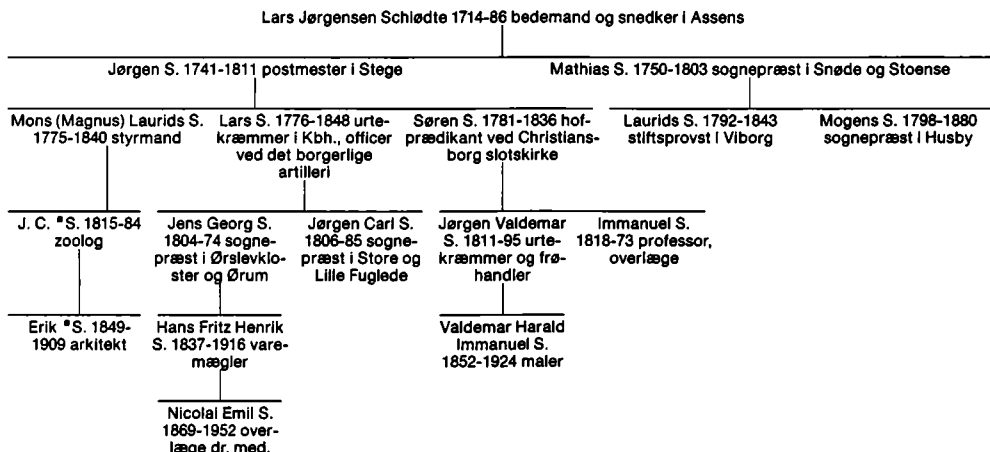 Lars Jørgensen Schlødte 1714-86 bedemand og snedker i Assens
Jørgen S. 1741-1811 postmester i Stege
Mathias S. 1750-1803 sognepræst i Snøde og Stoense
Mons (Magnus) Laurids S.
1775-1840 styrmand
Lars S. 1776-1848 urte-
kræmmer i Kbh., officer
ved det borgerlige
artilleri
Søren S. 1781-1836 hof-
prædikant ved Christians-
borg slotskirke
Laurids S. 1792-1843
stiftsprovst i Viborg
Mogens S. 1798-1880
sognepræst i Husby
J. C. *S. 1815-84
zoolog
Jens Georg S.
1804-74 sogne-
præst i Ørslevklo-
ster og Ørum
Jørgen Carl S.
1806-85 sogne-
præst i Store og
Lille Fuglede
Jørgen Valdemar
S. 1811-95 urte-
kræmmer og frø-
handler
Immanuel S.
1818-73 professor,
overlæge
Erik *S. 1849-
1909 arkitekt
Hans Fritz Henrik
S. 1837-1916 vare-
mægler
Valdemar Harald
Immanuel S.
1852-1924 maler
Nicolai Emil S.
1869-1952 over-
læge dr. med.